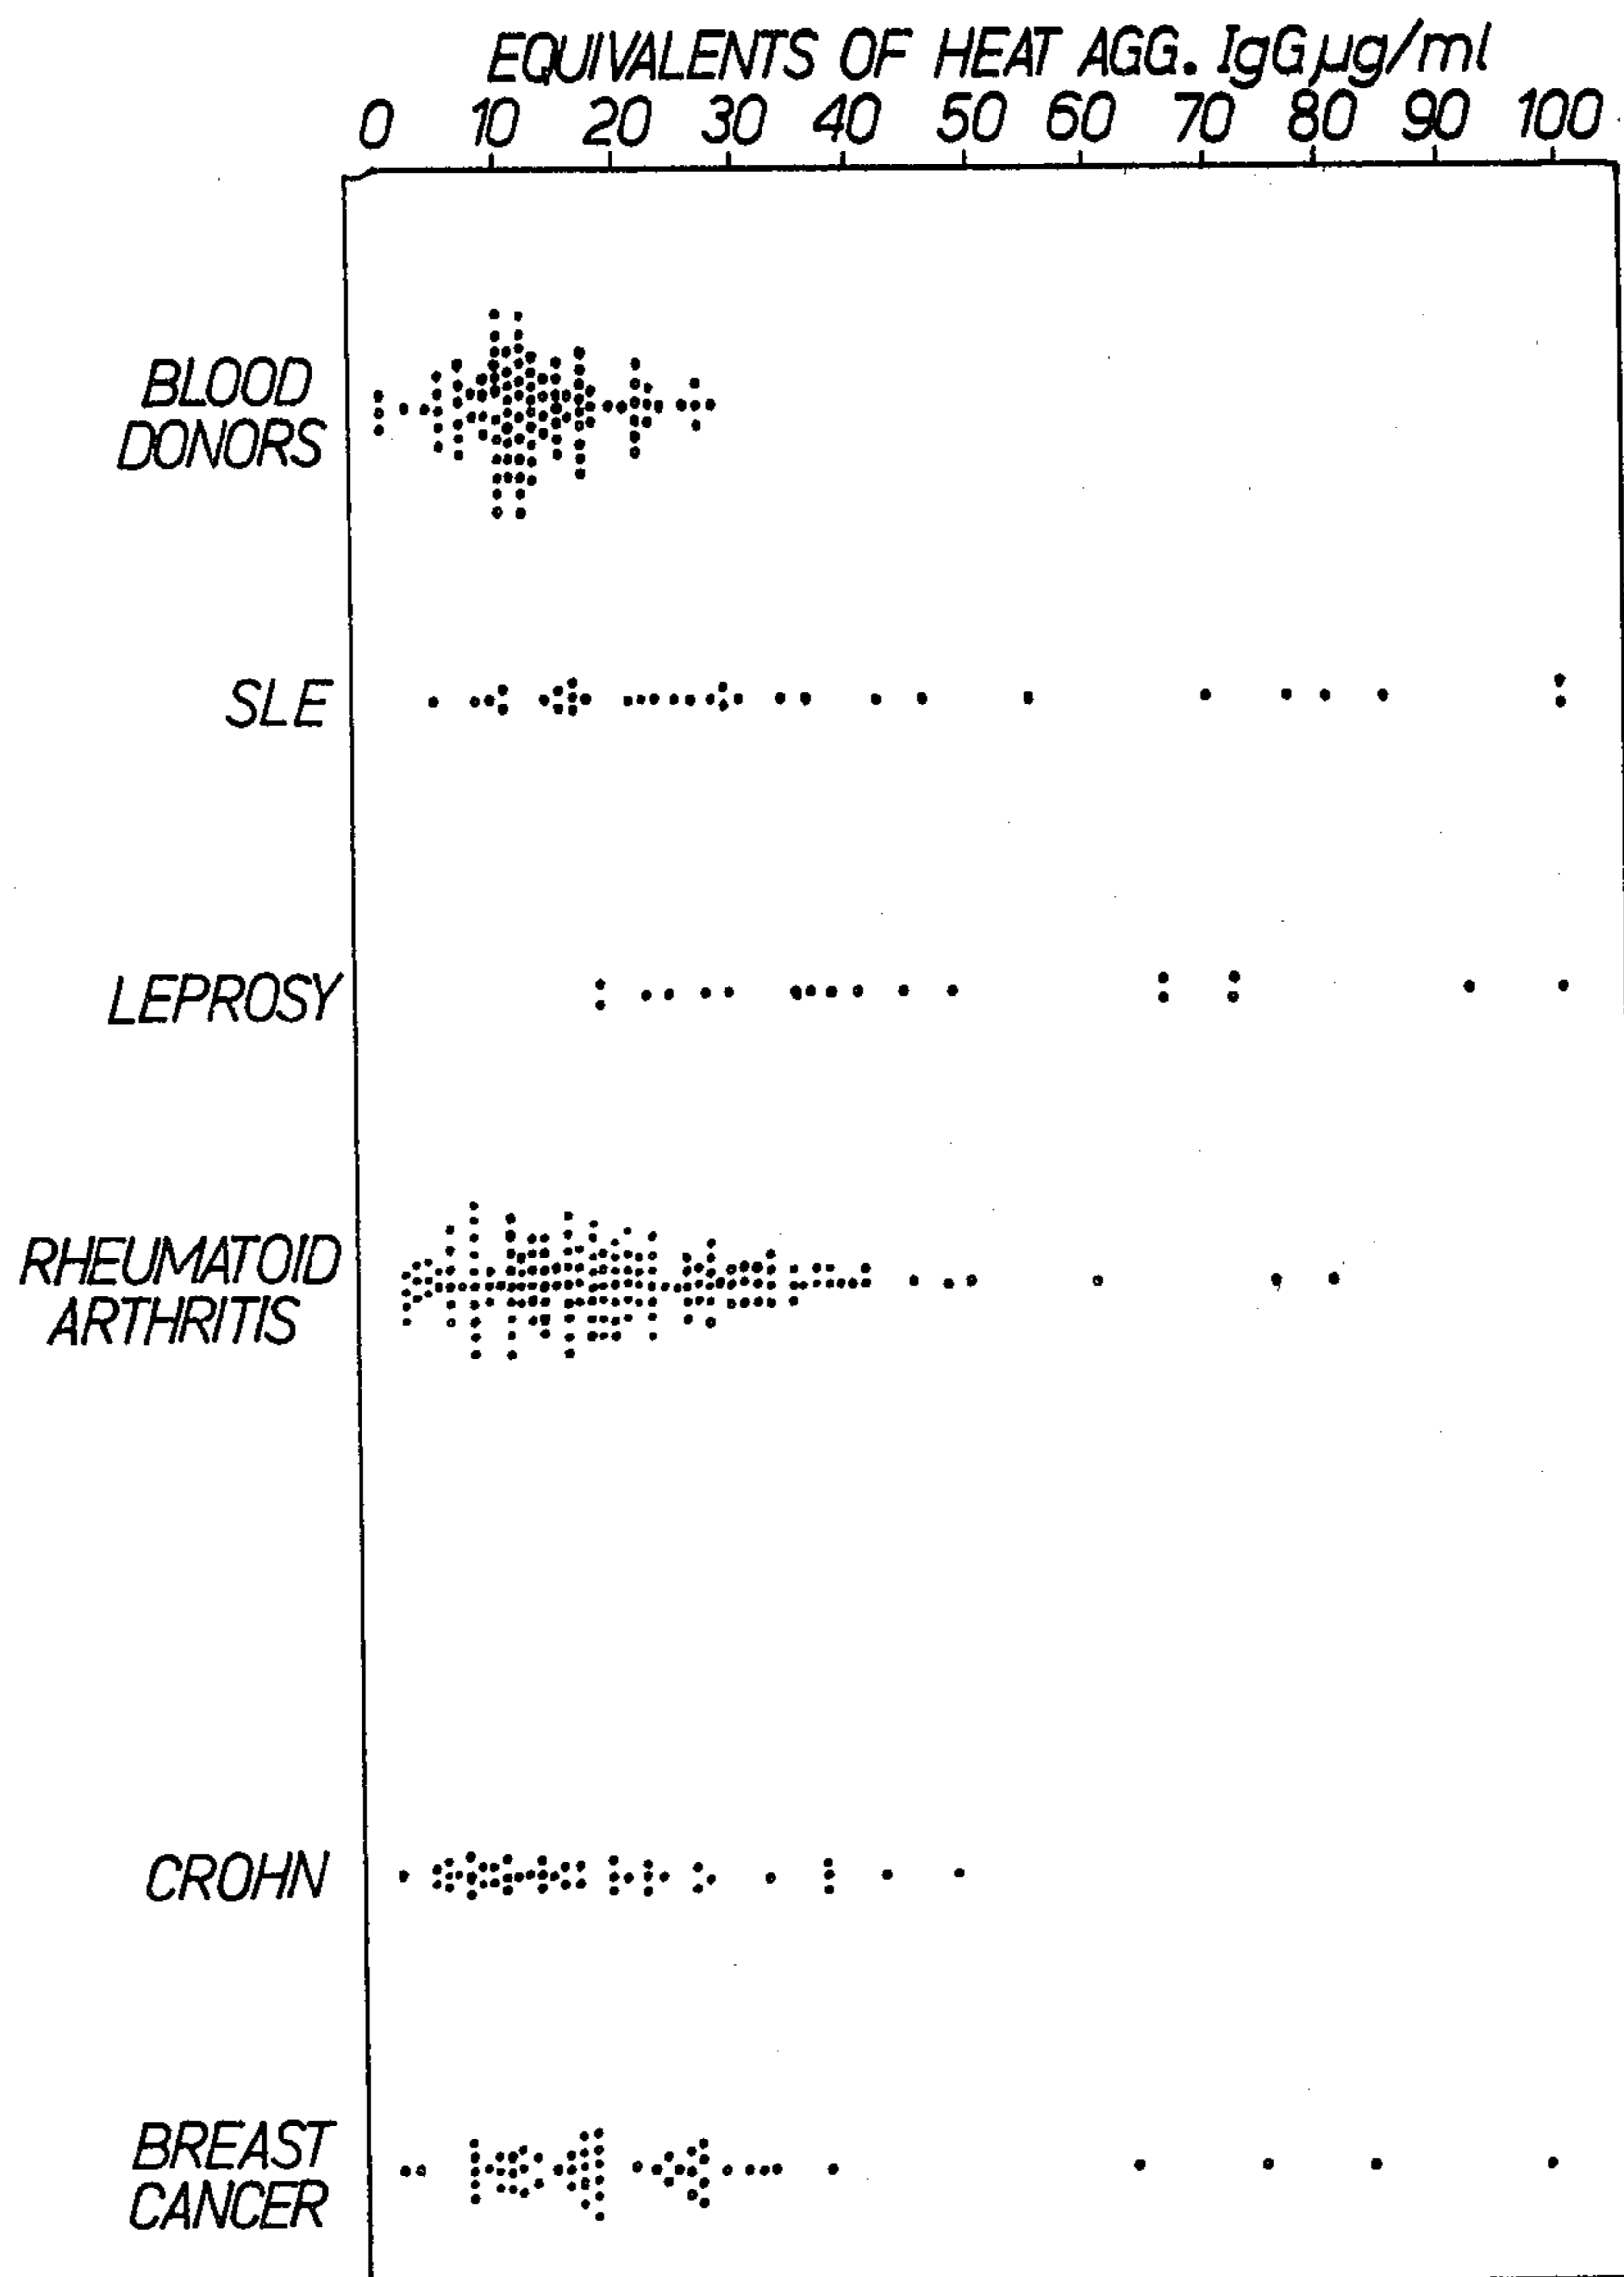 EQUIVALENTS OF HEAT AGG. IgG µg/ml
0 10 20 30 40 50 60 70 80 90 100
BLOOD
DONORS
SLE
LEPROSY
RHEUMATOID
ARTHRITIS
CROHN
BREAST
CANCER